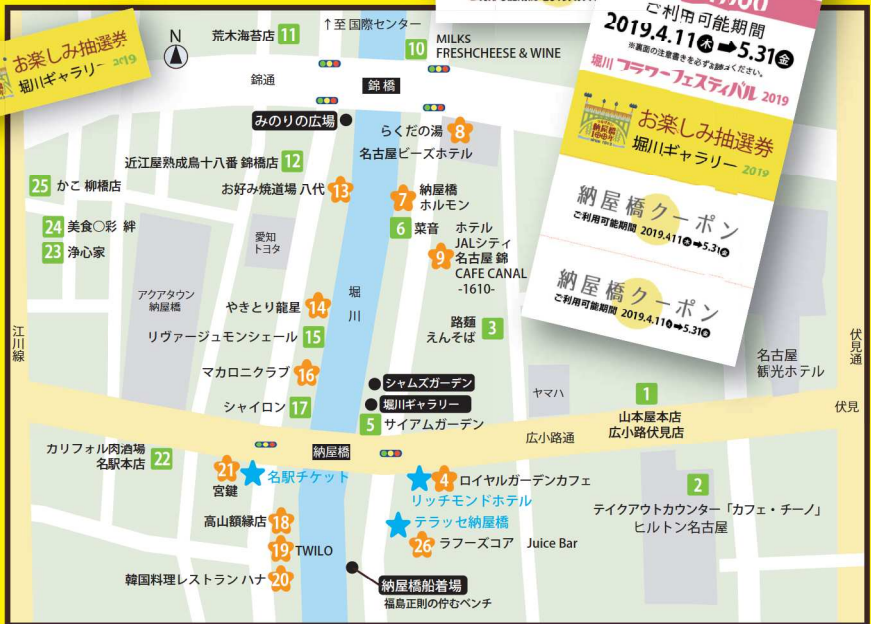 ご利用可能期間
2019.4.11㊍➡5.31㊎
※裏面の注意書きを必ずお読みください。
堀川 フラワーフェスティバル 2019
お楽しみ抽選券
堀川ギャラリー 2019
お楽しみ抽選券
堀川ギャラリー 2019
納屋橋クーポン
ご利用可能期間 2019.4.11㊍➡5.31㊎
納屋橋クーポン
ご利用可能期間 2019.4.11㊍➡5.31㊎
荒木海苔店 11
↑至 国際センター
10 MILKS
FRESHCHEESE & WINE
N
錦通
錦橋
みのりの広場
らくだの湯 8
名古屋ビーズホテル
近江屋熟成鳥十八番 錦橋店 12
25 かこ 柳橋店
お好み焼道場 八代 13
7 納屋橋
ホルモン
24 美食○彩 絆
23 浄心家
6 菜音
愛知
トヨタ
9 ホテル
JALシティ
名古屋 錦
CAFE CANAL
-1610-
アクアタウン
納屋橋
堀川
やきとり龍星 14
リヴァージュモンシェール 15
路麺
えんそば 3
江川線
伏見通
マカロニクラブ 16
シャムズガーデン
堀川ギャラリー
シャイロン 17
5 サイアムガーデン
ヤマハ
1
山本屋本店
広小路伏見店
名古屋
観光ホテル
伏見
広小路通
納屋橋
カリフォル肉酒場
名駅本店 22
21
宮鍵
名駅チケット
4 ロイヤルガーデンカフェ
リッチモンドホテル
2
テイクアウトカウンター「カフェ・チーノ」
ヒルトン名古屋
高山額縁店 18
テラッセ納屋橋
19 TWILO
26 ラフーズコア Juice Bar
韓国料理レストラン ハナ 20
納屋橋船着場
福島正則の佇むベンチ